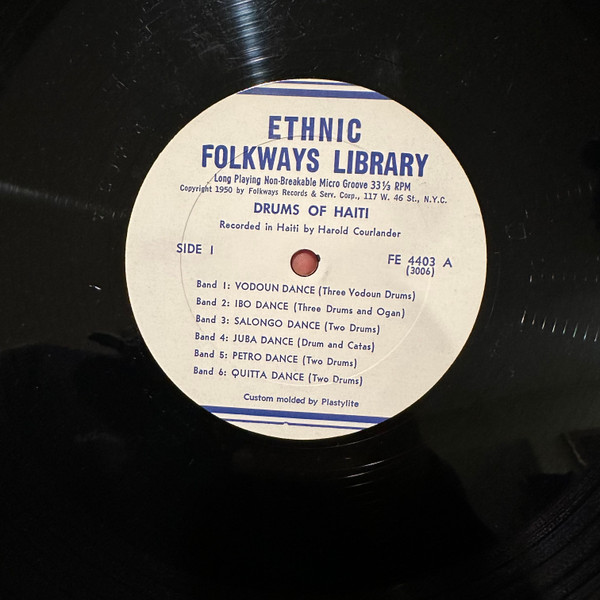 ETHNIC
FOLKWAYS LIBRARY
Long Playing Non-Breakable Micro Groove 33⅓ RPM
Copyright 1950 by Folkways Records & Serv. Corp., 117 W. 46 St., N.Y.C.
DRUMS OF HAITI
Recorded in Haiti by Harold Courlander
SIDE I
FE 4403 A
(3006)
Band 1: VODOUN DANCE (Three Vodoun Drums)
Band 2: IBO DANCE (Three Drums and Ogan)
Band 3: SALONGO DANCE (Two Drums)
Band 4: JUBA DANCE (Drum and Catas)
Band 5: PETRO DANCE (Two Drums)
Band 6: QUITTA DANCE (Two Drums)
Custom molded by Plastylite